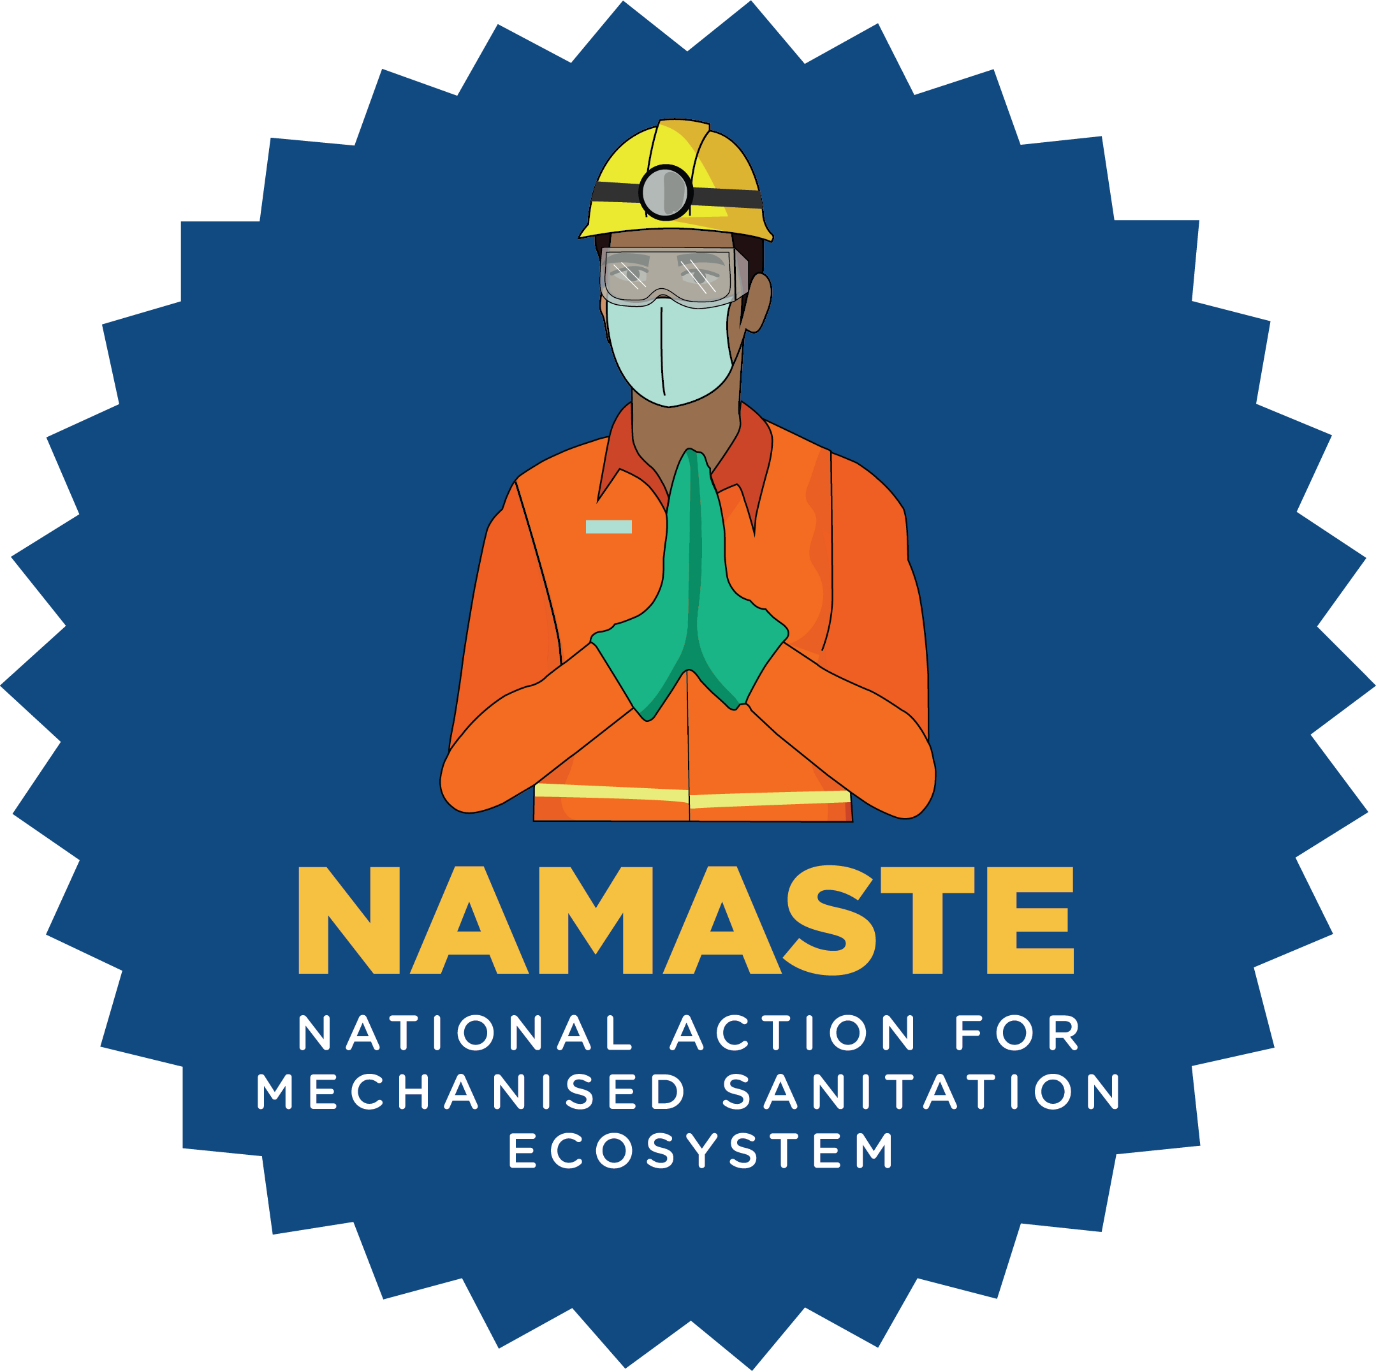 NAMASTE
NATIONAL ACTION FOR
MECHANISED SANITATION
ECOSYSTEM